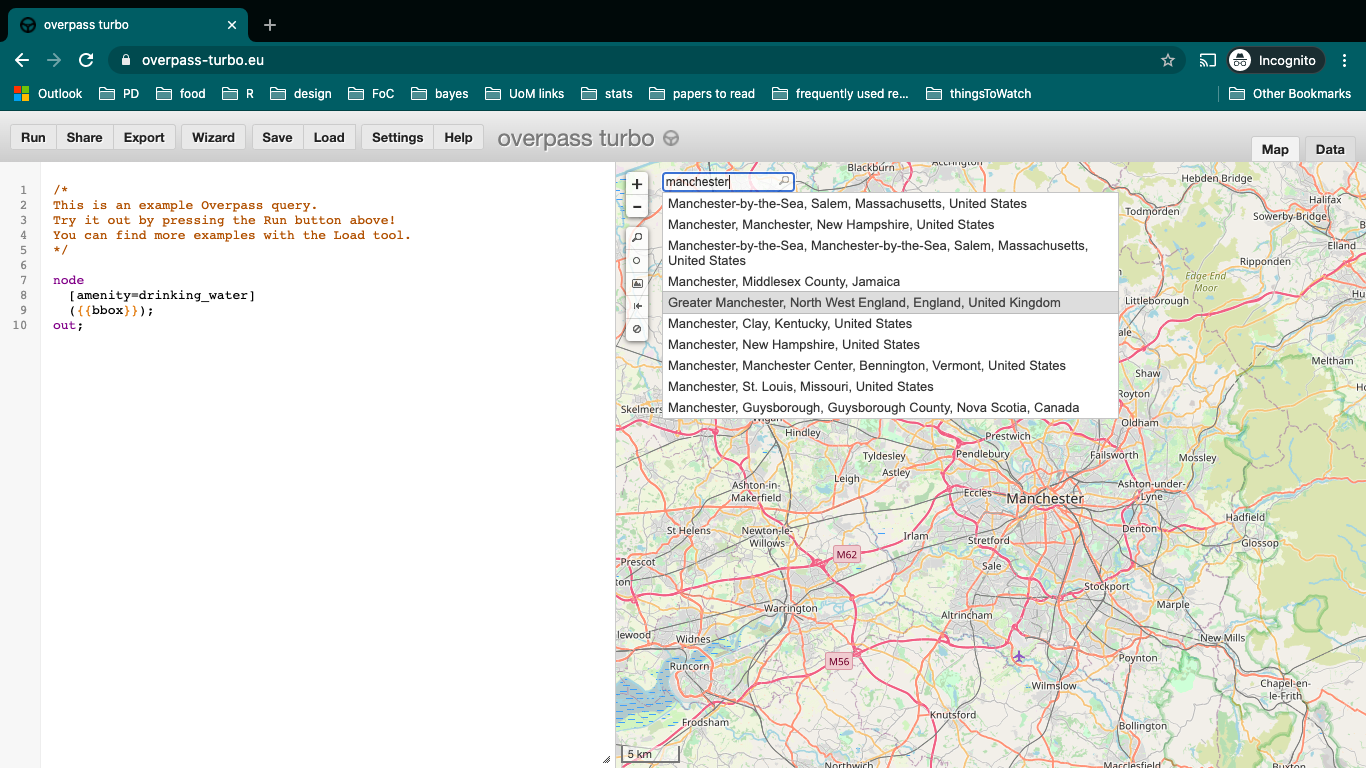 overpass turbo
overpass-turbo.eu
Incognito
Outlook PD food R design FoC bayes UoM links stats papers to read frequently used re... thingsToWatch Other Bookmarks
Run Share Export Wizard Save Load Settings Help overpass turbo Map Data
1 /*
2 This is an example Overpass query.
3 Try it out by pressing the Run button above!
4 You can find more examples with the Load tool.
5 */
6
7 node
8 [amenity=drinking_water]
9 ({{bbox}});
10 out;
+
−
manchester
Manchester-by-the-Sea, Salem, Massachusetts, United States
Manchester, Manchester, New Hampshire, United States
Manchester-by-the-Sea, Manchester-by-the-Sea, Salem, Massachusetts,
United States
Manchester, Middlesex County, Jamaica
Greater Manchester, North West England, England, United Kingdom
Manchester, Clay, Kentucky, United States
Manchester, New Hampshire, United States
Manchester, Manchester Center, Bennington, Vermont, United States
Manchester, St. Louis, Missouri, United States
Manchester, Guysborough, Guysborough County, Nova Scotia, Canada
Blackburn
Accrington
Hebden Bridge
Halifax
Todmorden
Sowerby Bridge
Elland
Ripponden
Edge End
Moor
Littleborough
Meltham
Shaw
Royton
Skelmers
Wigan
Hindley
Prestwich
Oldham
Tyldesley
Pendlebury
Failsworth
Mossley
Ashton-in-
Makerfield
Leigh
Astley
Eccles
Manchester
Ashton-under-
Lyne
St Helens
Newton-le-
Willows
Irlam
Stretford
Denton
Hadfield
Glossop
Prescot
M62
Sale
Stockport
Warrington
Altrincham
Marple
lewood
Widnes
New Mills
Runcorn
M56
Poynton
Wilmslow
Chapel-en-
le-Frith
Frodsham
Knutsford
Bollington
5 km
Northwich